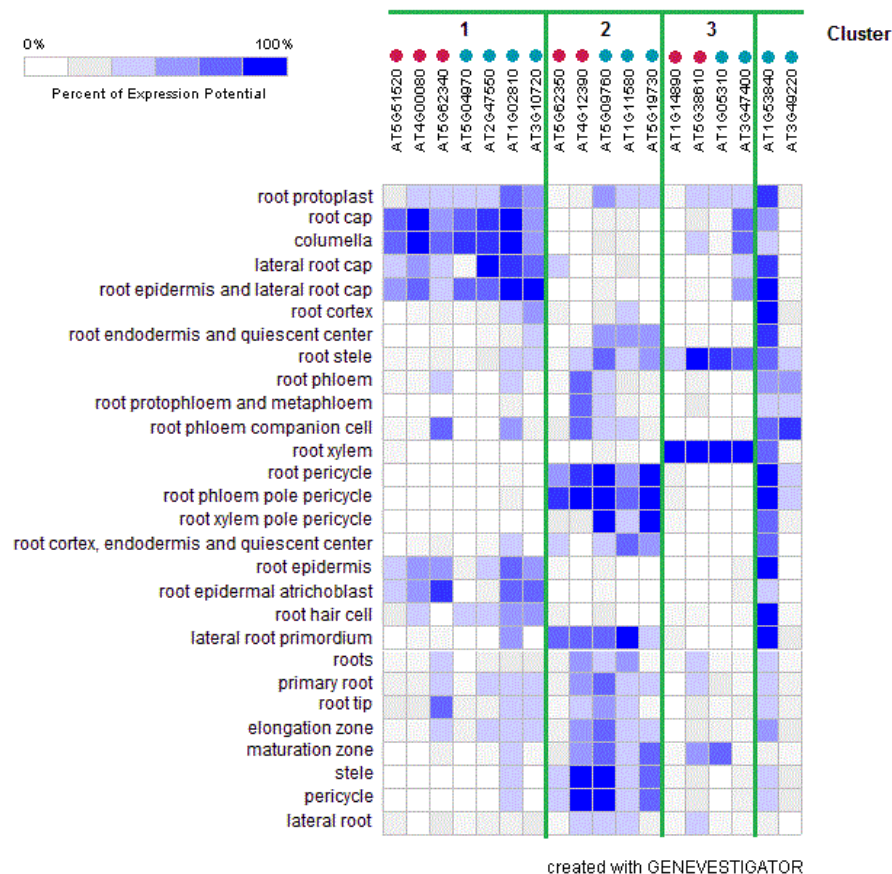 1 2 3 Cluster
0% 100%
Percent of Expression Potential
AT5G51520
AT4G00080
AT5G62340
AT5G04970
AT2G47550
AT1G02810
AT3G10720
AT5G62350
AT4G12390
AT5G09760
AT1G11580
AT5G19730
AT1G14890
AT5G38610
AT1G05310
AT3G47400
AT1G53840
AT3G49220
root protoplast
root cap
columella
lateral root cap
root epidermis and lateral root cap
root cortex
root endodermis and quiescent center
root stele
root phloem
root protophloem and metaphloem
root phloem companion cell
root xylem
root pericycle
root phloem pole pericycle
root xylem pole pericycle
root cortex, endodermis and quiescent center
root epidermis
root epidermal atrichoblast
root hair cell
lateral root primordium
roots
primary root
root tip
elongation zone
maturation zone
stele
pericycle
lateral root
created with GENEVESTIGATOR